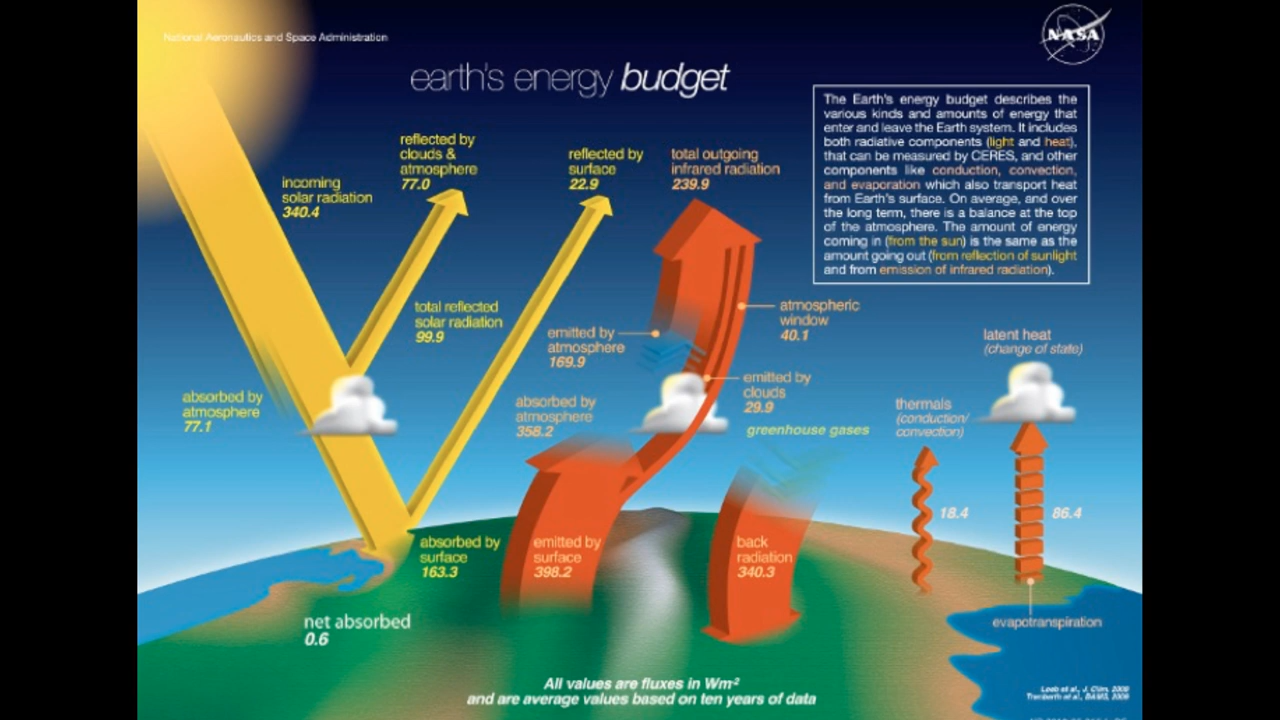 National Aeronautics and Space Administration
NASA
earth's energy budget
The Earth's energy budget describes the
various kinds and amounts of energy that
enter and leave the Earth system. It includes
both radiative components (light and heat),
that can be measured by CERES, and other
components like conduction, convection,
and evaporation which also transport heat
from Earth's surface. On average, and over
the long term, there is a balance at the top
of the atmosphere. The amount of energy
coming in (from the sun) is the same as the
amount going out (from reflection of sunlight
and from emission of infrared radiation).
incoming
solar radiation
340.4
reflected by
clouds &
atmosphere
77.0
reflected by
surface
22.9
total outgoing
infrared radiation
239.9
total reflected
solar radiation
99.9
emitted by
atmosphere
169.9
atmospheric
window
40.1
latent heat
(change of state)
absorbed by
atmosphere
77.1
absorbed by
atmosphere
358.2
emitted by
clouds
29.9
greenhouse gases
thermals
(conduction/
convection)
18.4
86.4
absorbed by
surface
163.3
emitted by
surface
398.2
back
radiation
340.3
evapotranspiration
net absorbed
0.6
All values are fluxes in Wm-2
and are average values based on ten years of data
Loeb et al., J. Clim. 2009
Trenberth et al., BAMS, 2009